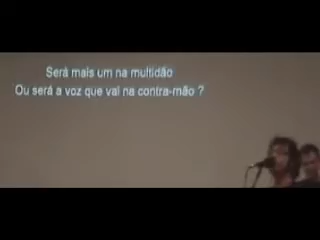 Será mais um na multidão
Ou será a voz que vai na contra-mão ?